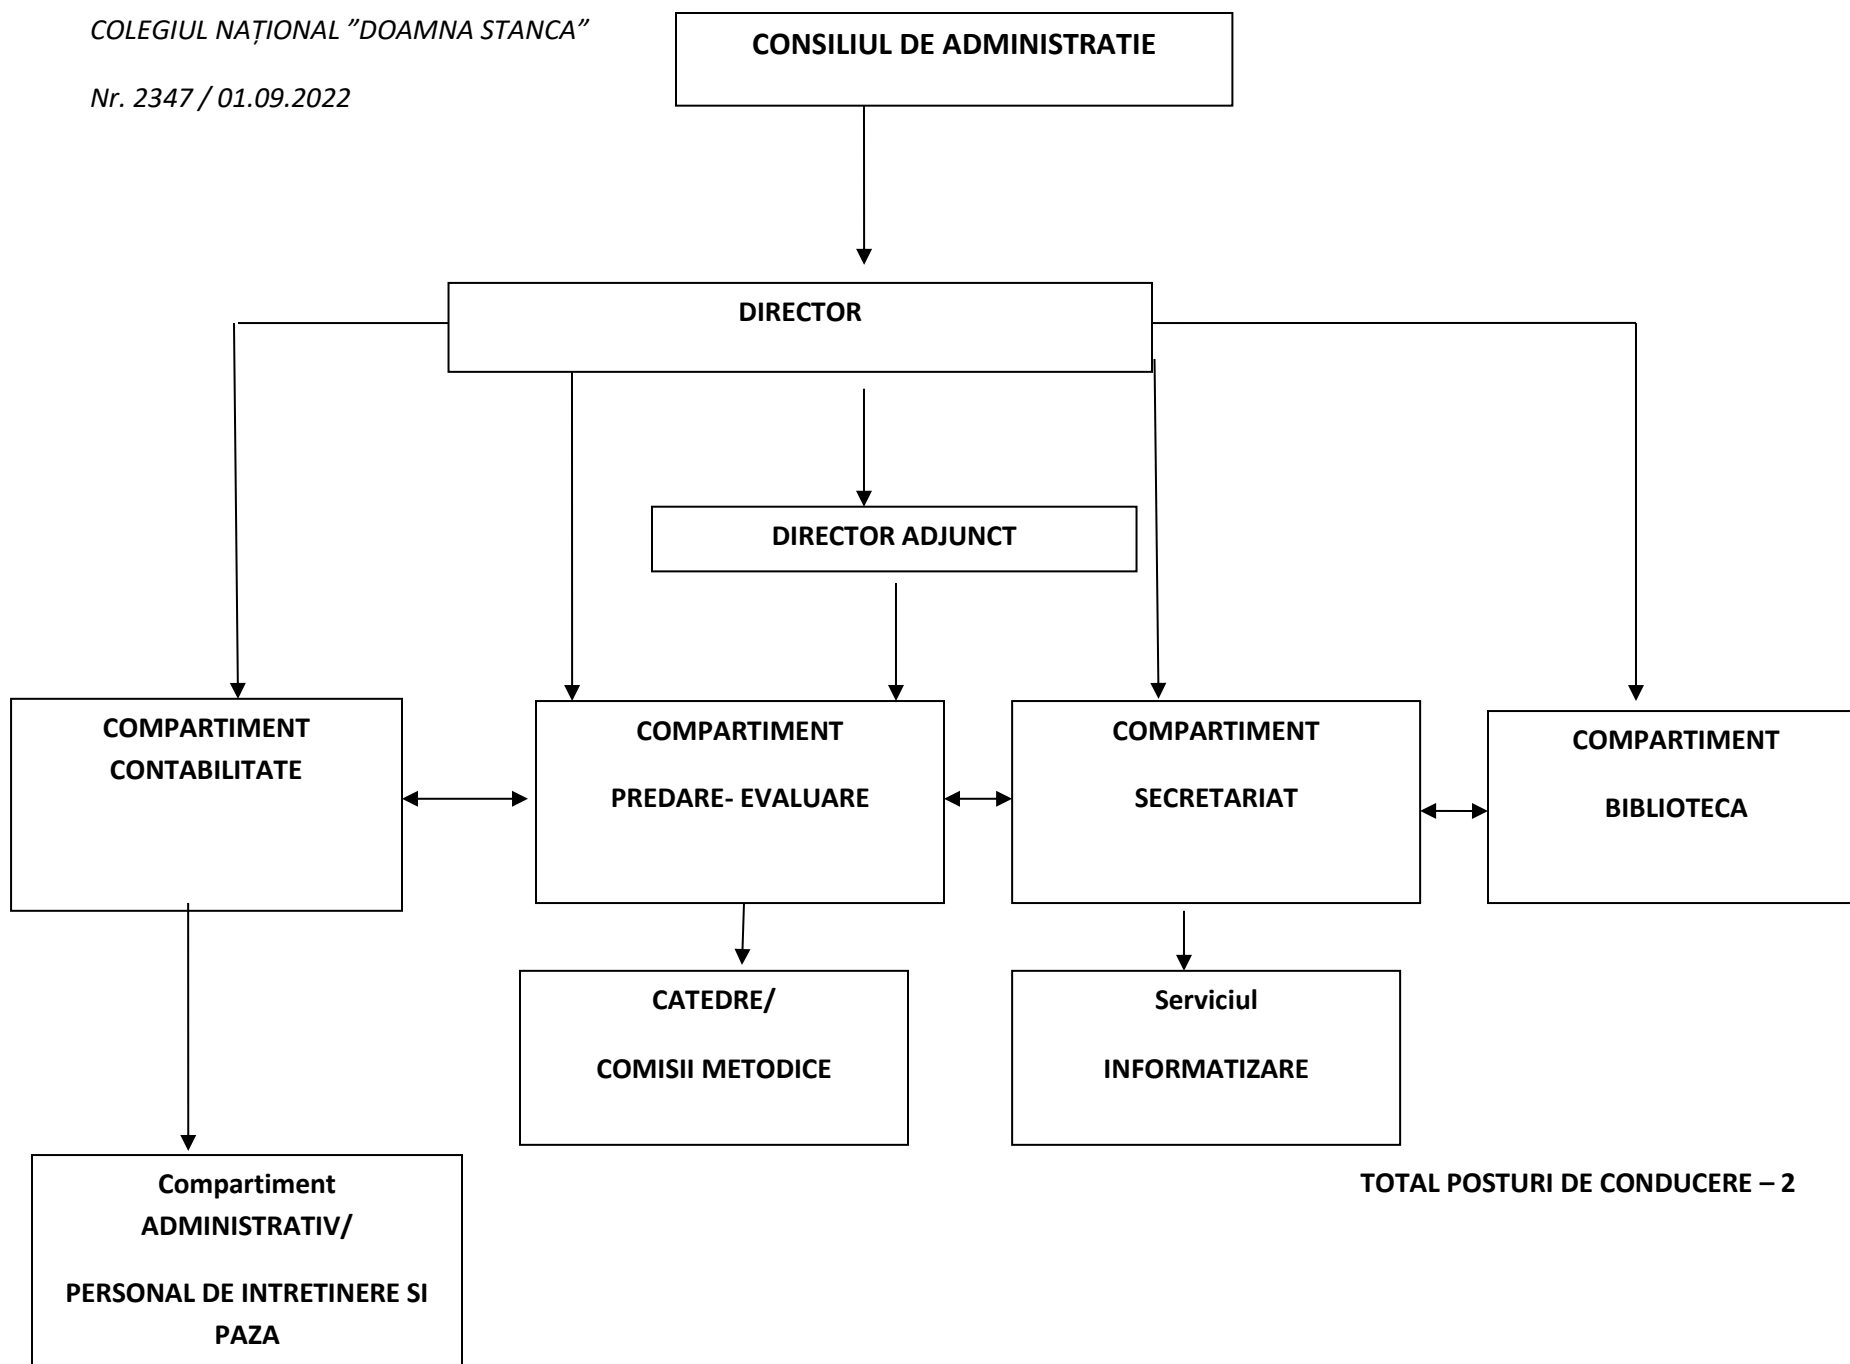 COLEGIUL NAȚIONAL ”DOAMNA STANCA”
Nr. 2347 / 01.09.2022
CONSILIUL DE ADMINISTRATIE
DIRECTOR
DIRECTOR ADJUNCT
COMPARTIMENT
CONTABILITATE
COMPARTIMENT
PREDARE- EVALUARE
COMPARTIMENT
SECRETARIAT
COMPARTIMENT
BIBLIOTECA
CATEDRE/
COMISII METODICE
Serviciul
INFORMATIZARE
Compartiment
ADMINISTRATIV/
PERSONAL DE INTRETINERE SI
PAZA
TOTAL POSTURI DE CONDUCERE – 2